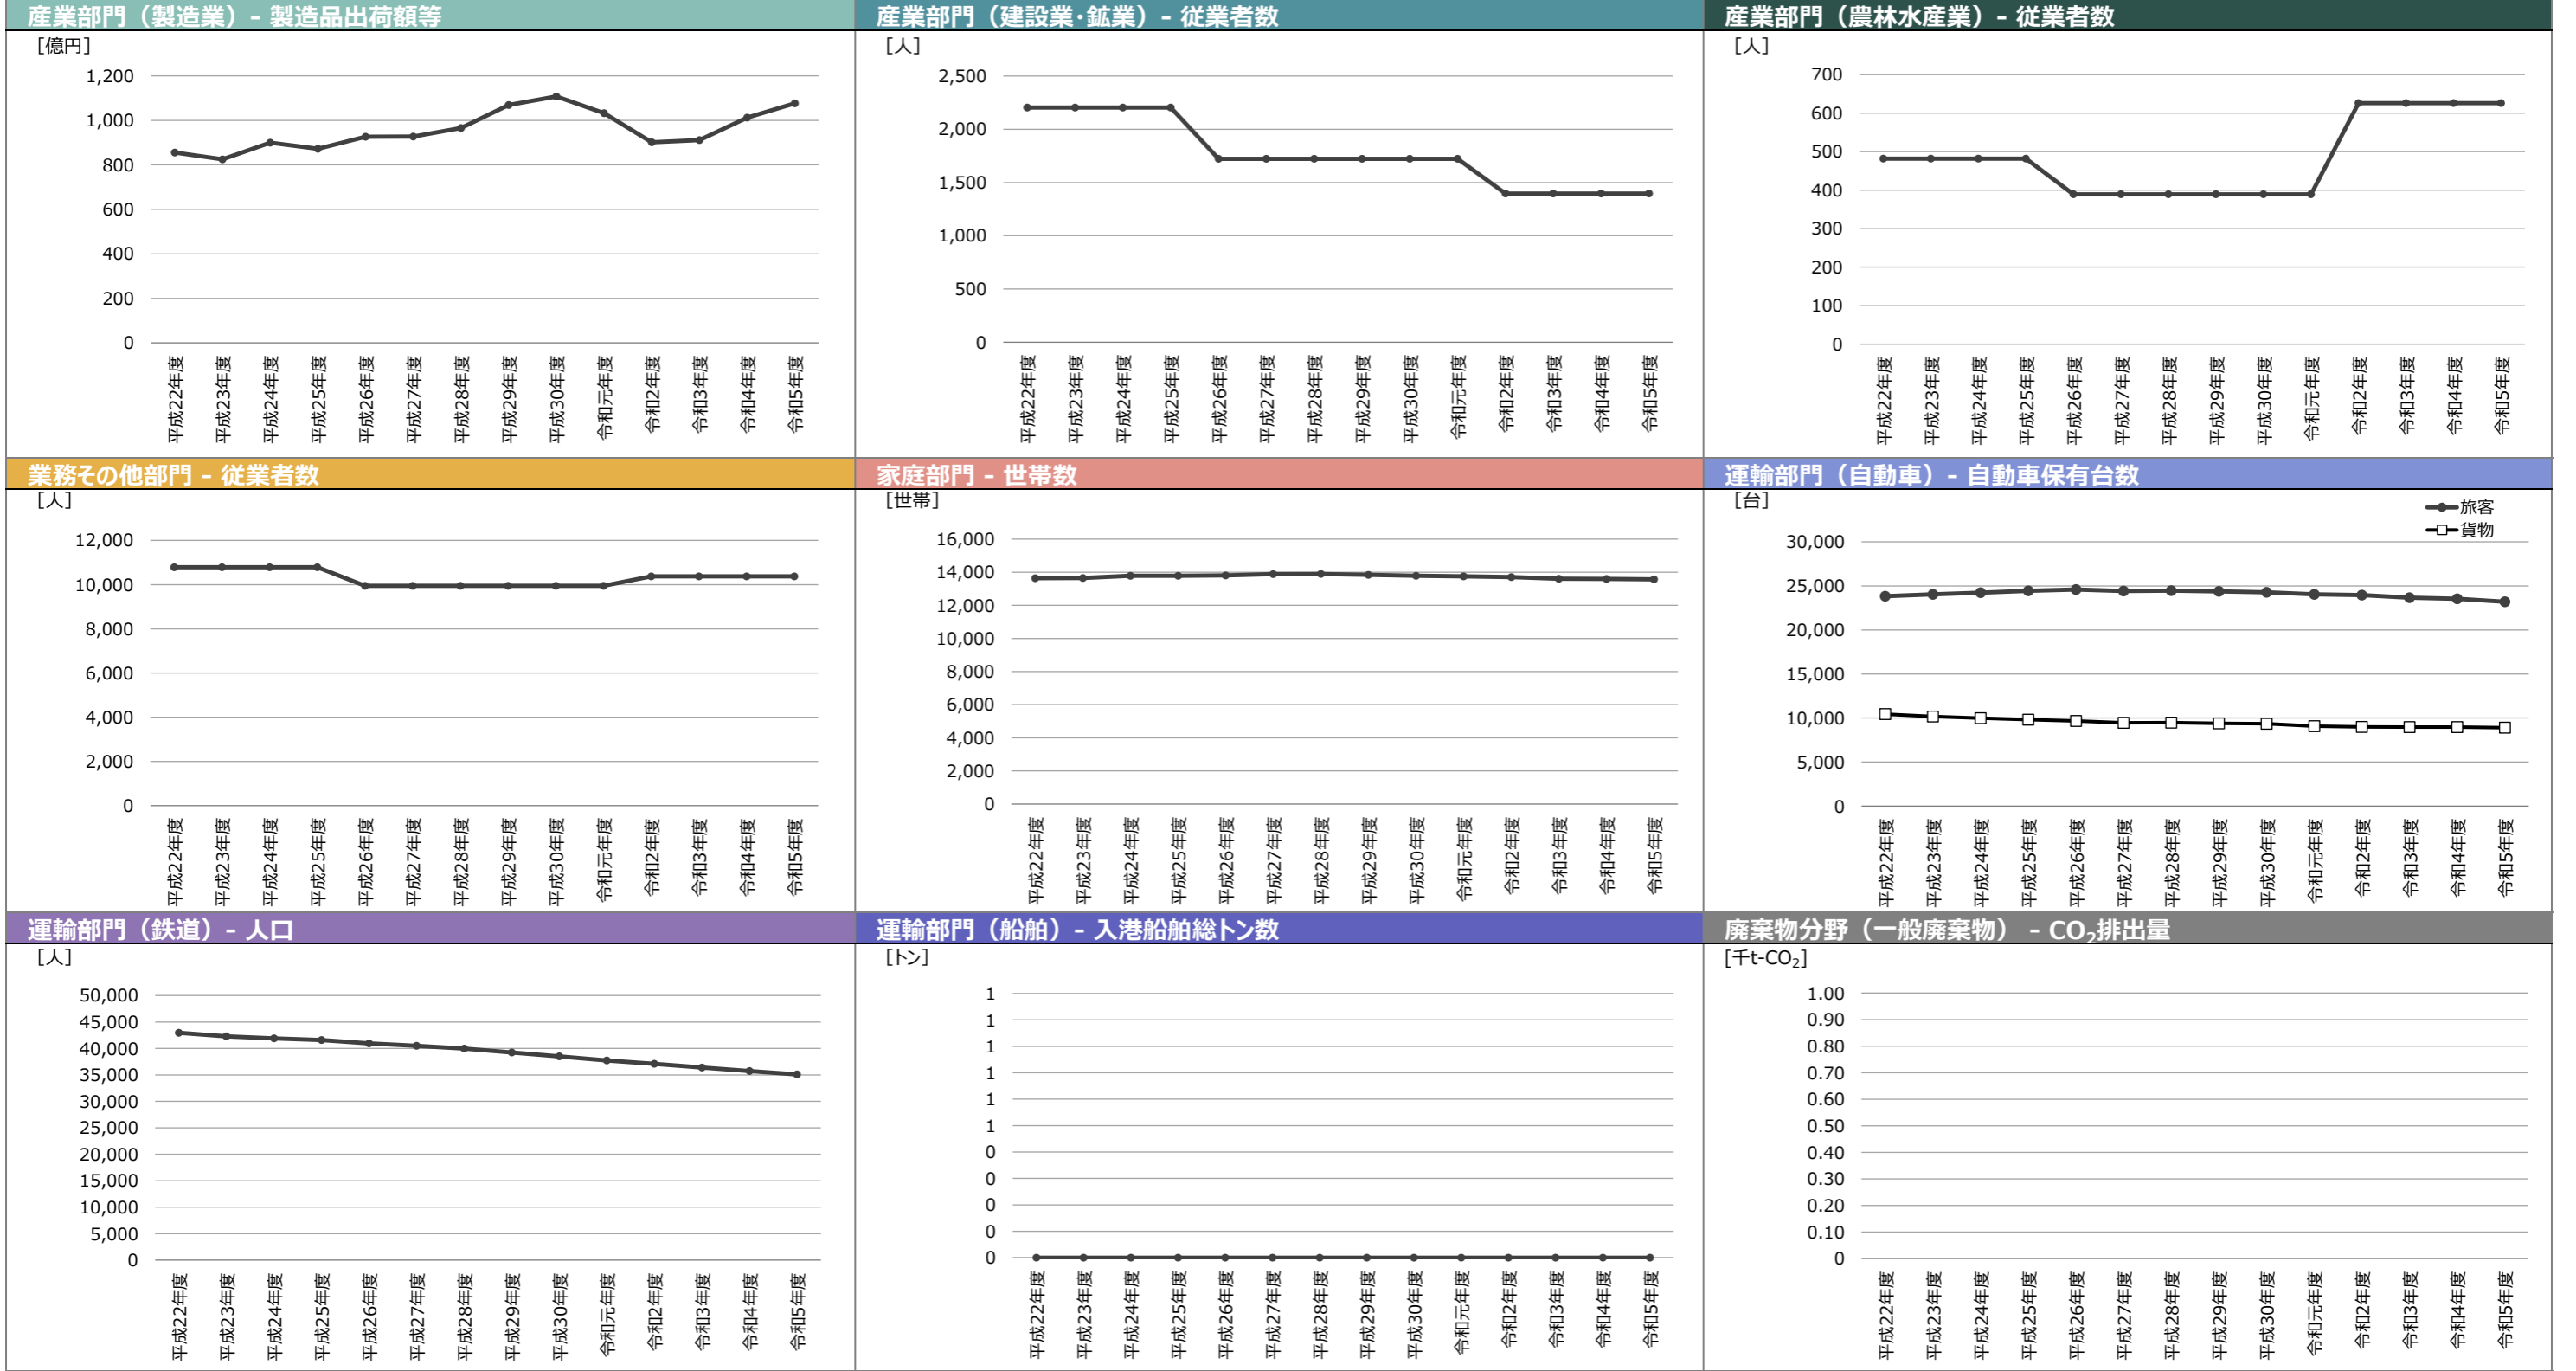 産業部門（製造業）- 製造品出荷額等
[億円]
1,200
1,000
800
600
400
200
0
平成22年度
平成23年度
平成24年度
平成25年度
平成26年度
平成27年度
平成28年度
平成29年度
平成30年度
令和元年度
令和2年度
令和3年度
令和4年度
令和5年度
産業部門（建設業･鉱業）- 従業者数
[人]
2,500
2,000
1,500
1,000
500
0
平成22年度
平成23年度
平成24年度
平成25年度
平成26年度
平成27年度
平成28年度
平成29年度
平成30年度
令和元年度
令和2年度
令和3年度
令和4年度
令和5年度
産業部門（農林水産業）- 従業者数
[人]
700
600
500
400
300
200
100
0
平成22年度
平成23年度
平成24年度
平成25年度
平成26年度
平成27年度
平成28年度
平成29年度
平成30年度
令和元年度
令和2年度
令和3年度
令和4年度
令和5年度
業務その他部門 - 従業者数
[人]
12,000
10,000
8,000
6,000
4,000
2,000
0
平成22年度
平成23年度
平成24年度
平成25年度
平成26年度
平成27年度
平成28年度
平成29年度
平成30年度
令和元年度
令和2年度
令和3年度
令和4年度
令和5年度
家庭部門 - 世帯数
[世帯]
16,000
14,000
12,000
10,000
8,000
6,000
4,000
2,000
0
平成22年度
平成23年度
平成24年度
平成25年度
平成26年度
平成27年度
平成28年度
平成29年度
平成30年度
令和元年度
令和2年度
令和3年度
令和4年度
令和5年度
運輸部門（自動車）- 自動車保有台数
[台]
旅客
貨物
30,000
25,000
20,000
15,000
10,000
5,000
0
平成22年度
平成23年度
平成24年度
平成25年度
平成26年度
平成27年度
平成28年度
平成29年度
平成30年度
令和元年度
令和2年度
令和3年度
令和4年度
令和5年度
運輸部門（鉄道）- 人口
[人]
50,000
45,000
40,000
35,000
30,000
25,000
20,000
15,000
10,000
5,000
0
平成22年度
平成23年度
平成24年度
平成25年度
平成26年度
平成27年度
平成28年度
平成29年度
平成30年度
令和元年度
令和2年度
令和3年度
令和4年度
令和5年度
運輸部門（船舶）- 入港船舶総トン数
[トン]
1
1
1
1
1
1
0
0
0
0
0
平成22年度
平成23年度
平成24年度
平成25年度
平成26年度
平成27年度
平成28年度
平成29年度
平成30年度
令和元年度
令和2年度
令和3年度
令和4年度
令和5年度
廃棄物分野（一般廃棄物） - CO₂排出量
[千t-CO₂]
1.00
0.90
0.80
0.70
0.60
0.50
0.40
0.30
0.20
0.10
0
平成22年度
平成23年度
平成24年度
平成25年度
平成26年度
平成27年度
平成28年度
平成29年度
平成30年度
令和元年度
令和2年度
令和3年度
令和4年度
令和5年度